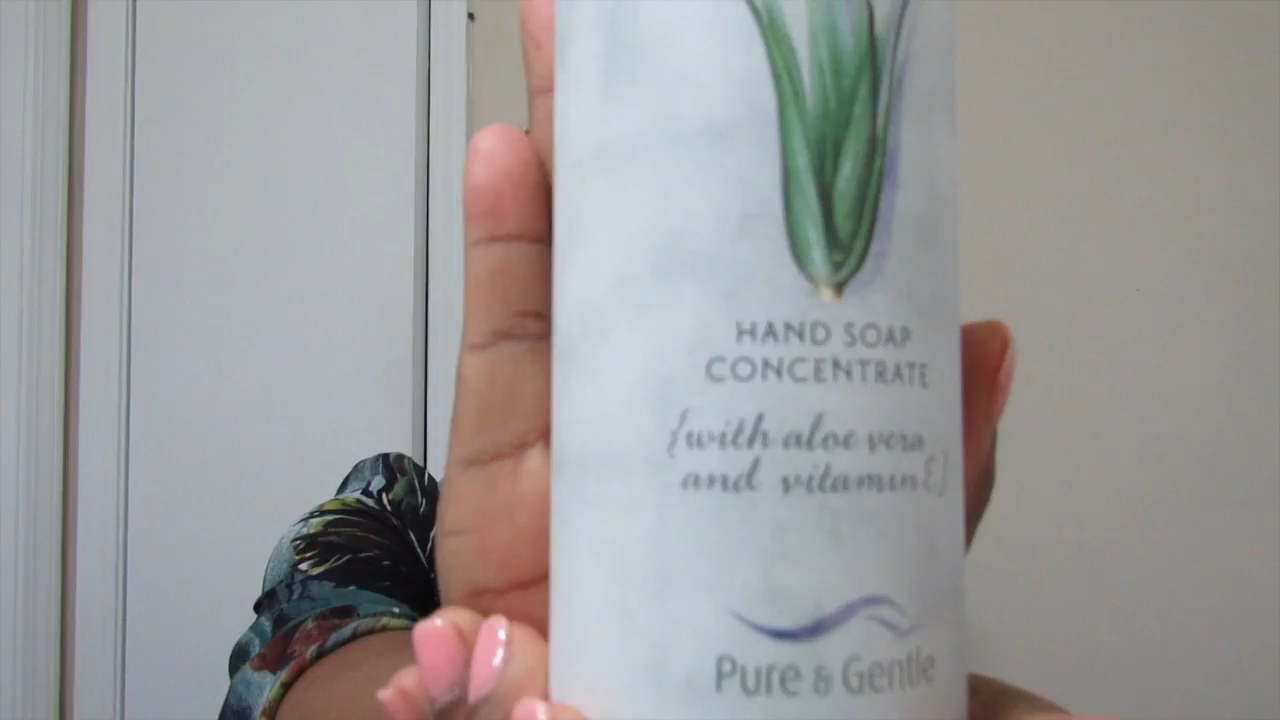 HAND SOAP
CONCENTRATE
{with aloe vera
and vitamin E}
Pure & Gentle